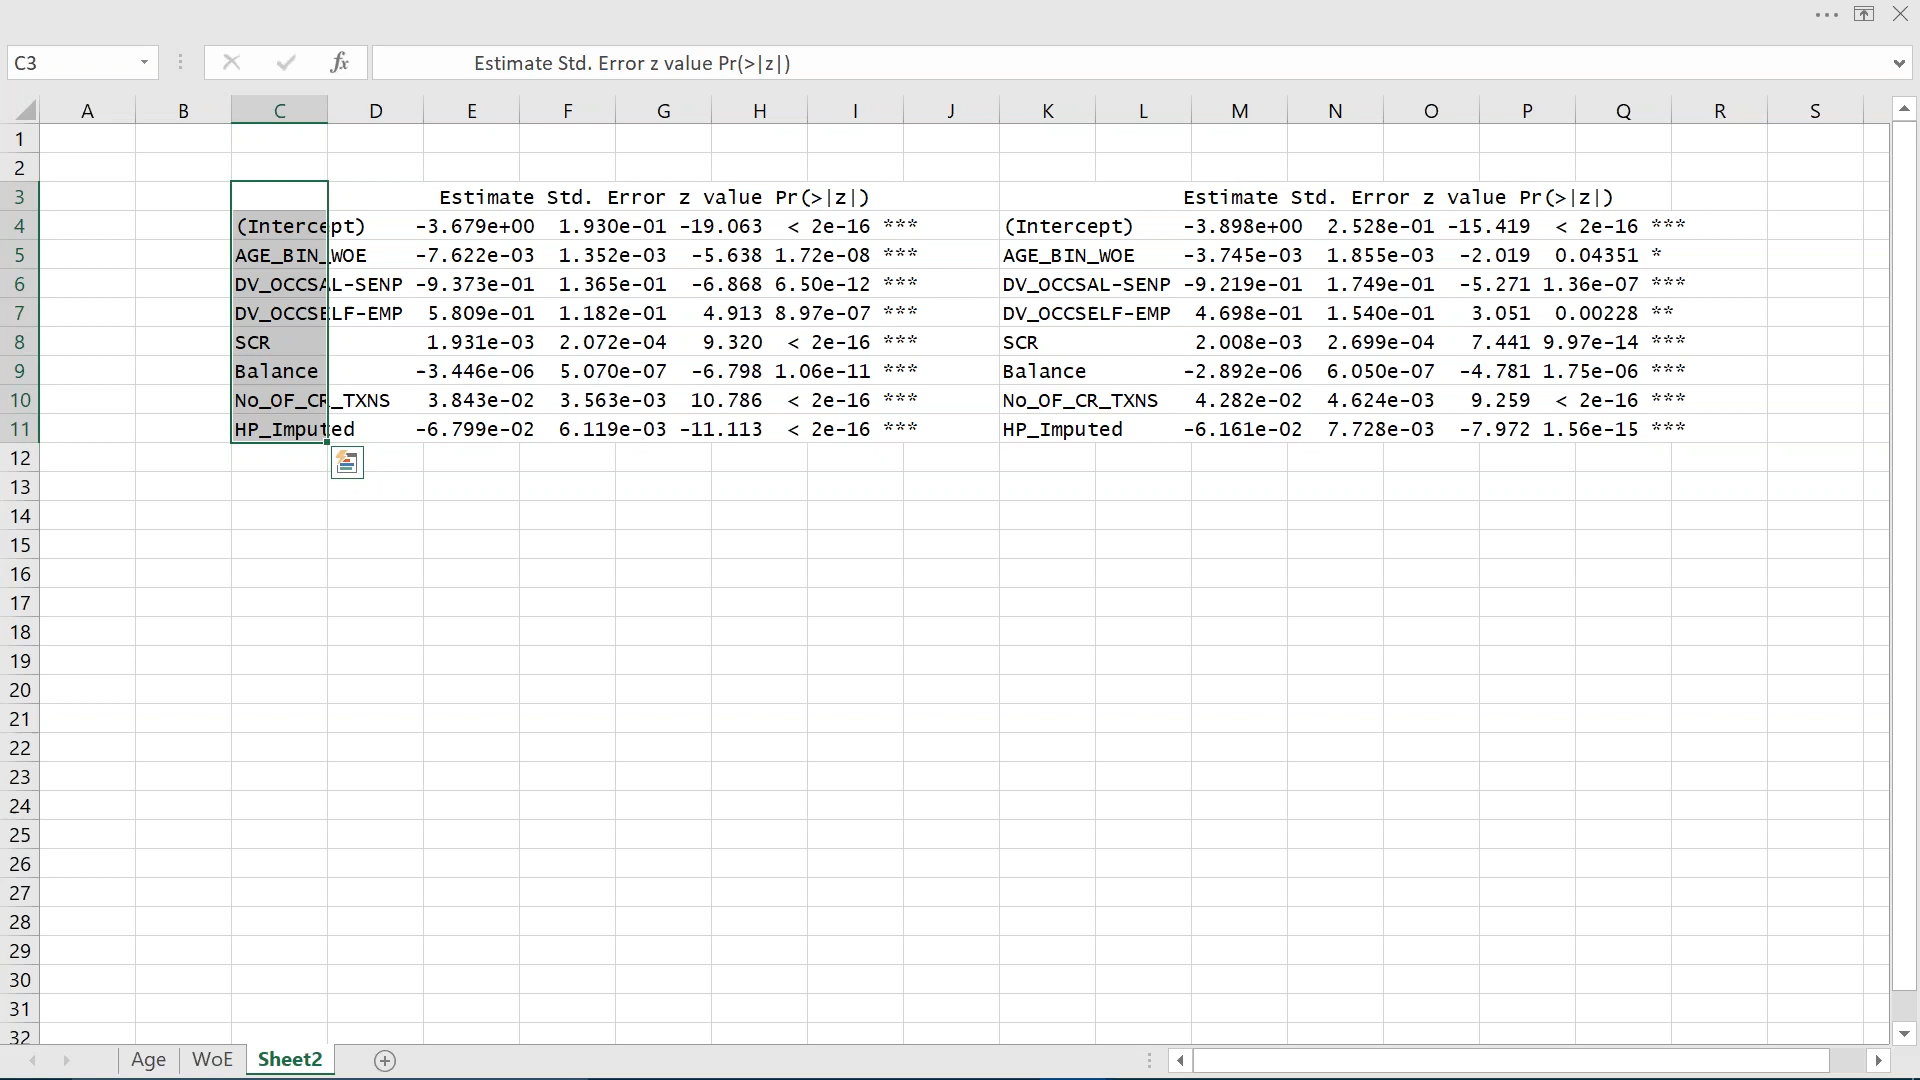 C3 fx Estimate Std. Error z value Pr(>|z|)
A B C D E F G H I J K L M N O P Q R S
1
2
3 Estimate Std. Error z value Pr(>|z|) Estimate Std. Error z value Pr(>|z|)
4 (Intercept) -3.679e+00 1.930e-01 -19.063 < 2e-16 *** (Intercept) -3.898e+00 2.528e-01 -15.419 < 2e-16 ***
5 AGE_BIN_WOE -7.622e-03 1.352e-03 -5.638 1.72e-08 *** AGE_BIN_WOE -3.745e-03 1.855e-03 -2.019 0.04351 *
6 DV_OCCSAL-SENP -9.373e-01 1.365e-01 -6.868 6.50e-12 *** DV_OCCSAL-SENP -9.219e-01 1.749e-01 -5.271 1.36e-07 ***
7 DV_OCCSELF-EMP 5.809e-01 1.182e-01 4.913 8.97e-07 *** DV_OCCSELF-EMP 4.698e-01 1.540e-01 3.051 0.00228 **
8 SCR 1.931e-03 2.072e-04 9.320 < 2e-16 *** SCR 2.008e-03 2.699e-04 7.441 9.97e-14 ***
9 Balance -3.446e-06 5.070e-07 -6.798 1.06e-11 *** Balance -2.892e-06 6.050e-07 -4.781 1.75e-06 ***
10 No_OF_CR_TXNS 3.843e-02 3.563e-03 10.786 < 2e-16 *** No_OF_CR_TXNS 4.282e-02 4.624e-03 9.259 < 2e-16 ***
11 HP_Imputed -6.799e-02 6.119e-03 -11.113 < 2e-16 *** HP_Imputed -6.161e-02 7.728e-03 -7.972 1.56e-15 ***
12
13
14
15
16
17
18
19
20
21
22
23
24
25
26
27
28
29
30
31
32
Age WoE Sheet2